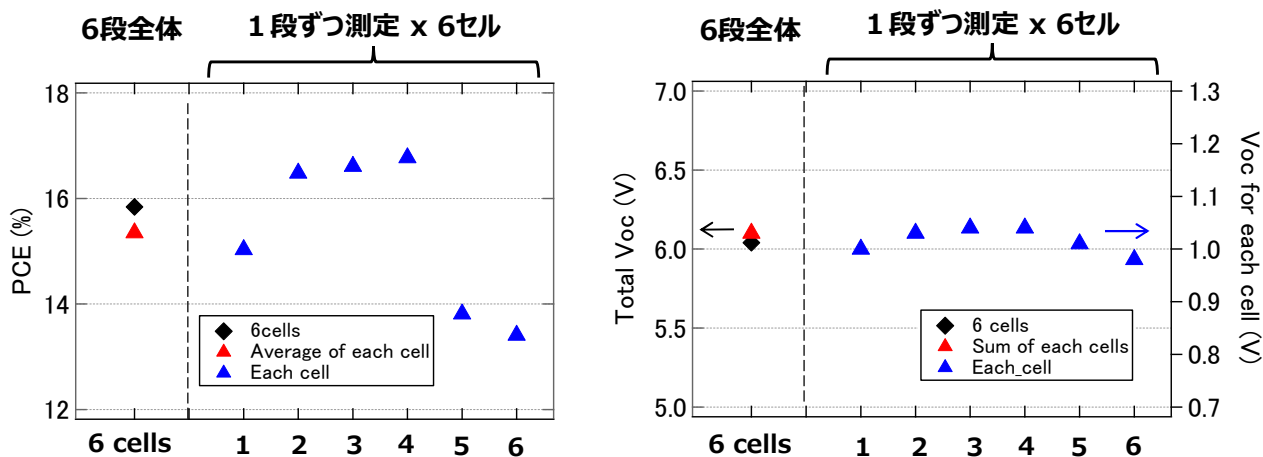 6段全体
1段ずつ測定 x 6セル
PCE (%)
18
16
14
12
6cells
Average of each cell
Each cell
6 cells
1
2
3
4
5
6
6段全体
1段ずつ測定 x 6セル
Total Voc (V)
7.0
6.5
6.0
5.5
5.0
1.3
1.2
1.1
1.0
0.9
0.8
0.7
Voc for each cell (V)
6 cells
Sum of each cells
Each_cell
6 cells
1
2
3
4
5
6